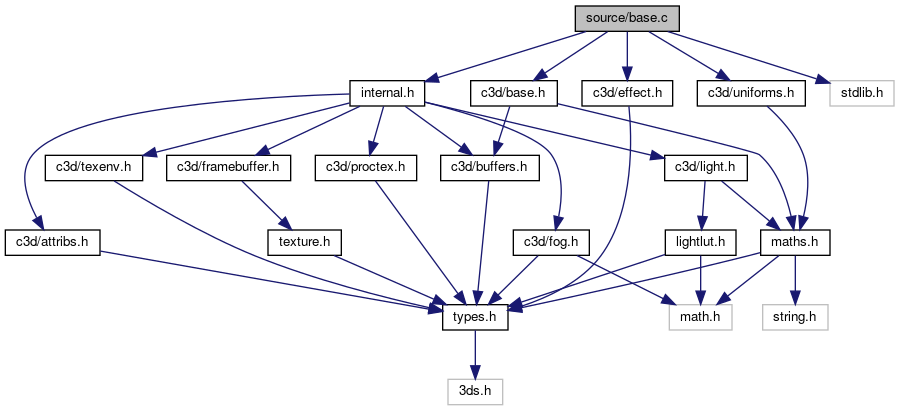 source/base.c
internal.h
c3d/base.h
c3d/effect.h
c3d/uniforms.h
stdlib.h
c3d/texenv.h
c3d/framebuffer.h
c3d/proctex.h
c3d/buffers.h
c3d/light.h
c3d/attribs.h
texture.h
c3d/fog.h
lightlut.h
maths.h
types.h
math.h
string.h
3ds.h